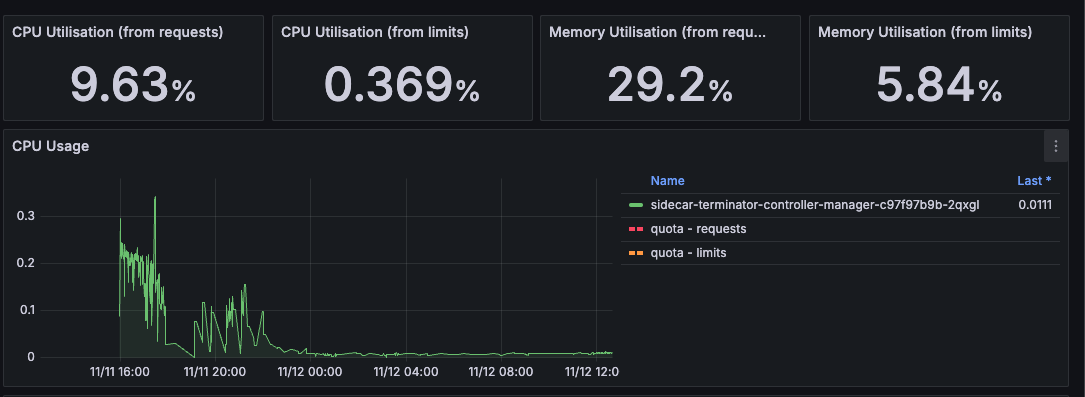 CPU Utilisation (from requests)
9.63%
CPU Utilisation (from limits)
0.369%
Memory Utilisation (from requ...
29.2%
Memory Utilisation (from limits)
5.84%
CPU Usage
Name Last *
sidecar-terminator-controller-manager-c97f97b9b-2qxgl 0.0111
quota - requests
quota - limits
0.3
0.2
0.1
0
11/11 16:00 11/11 20:00 11/12 00:00 11/12 04:00 11/12 08:00 11/12 12:0